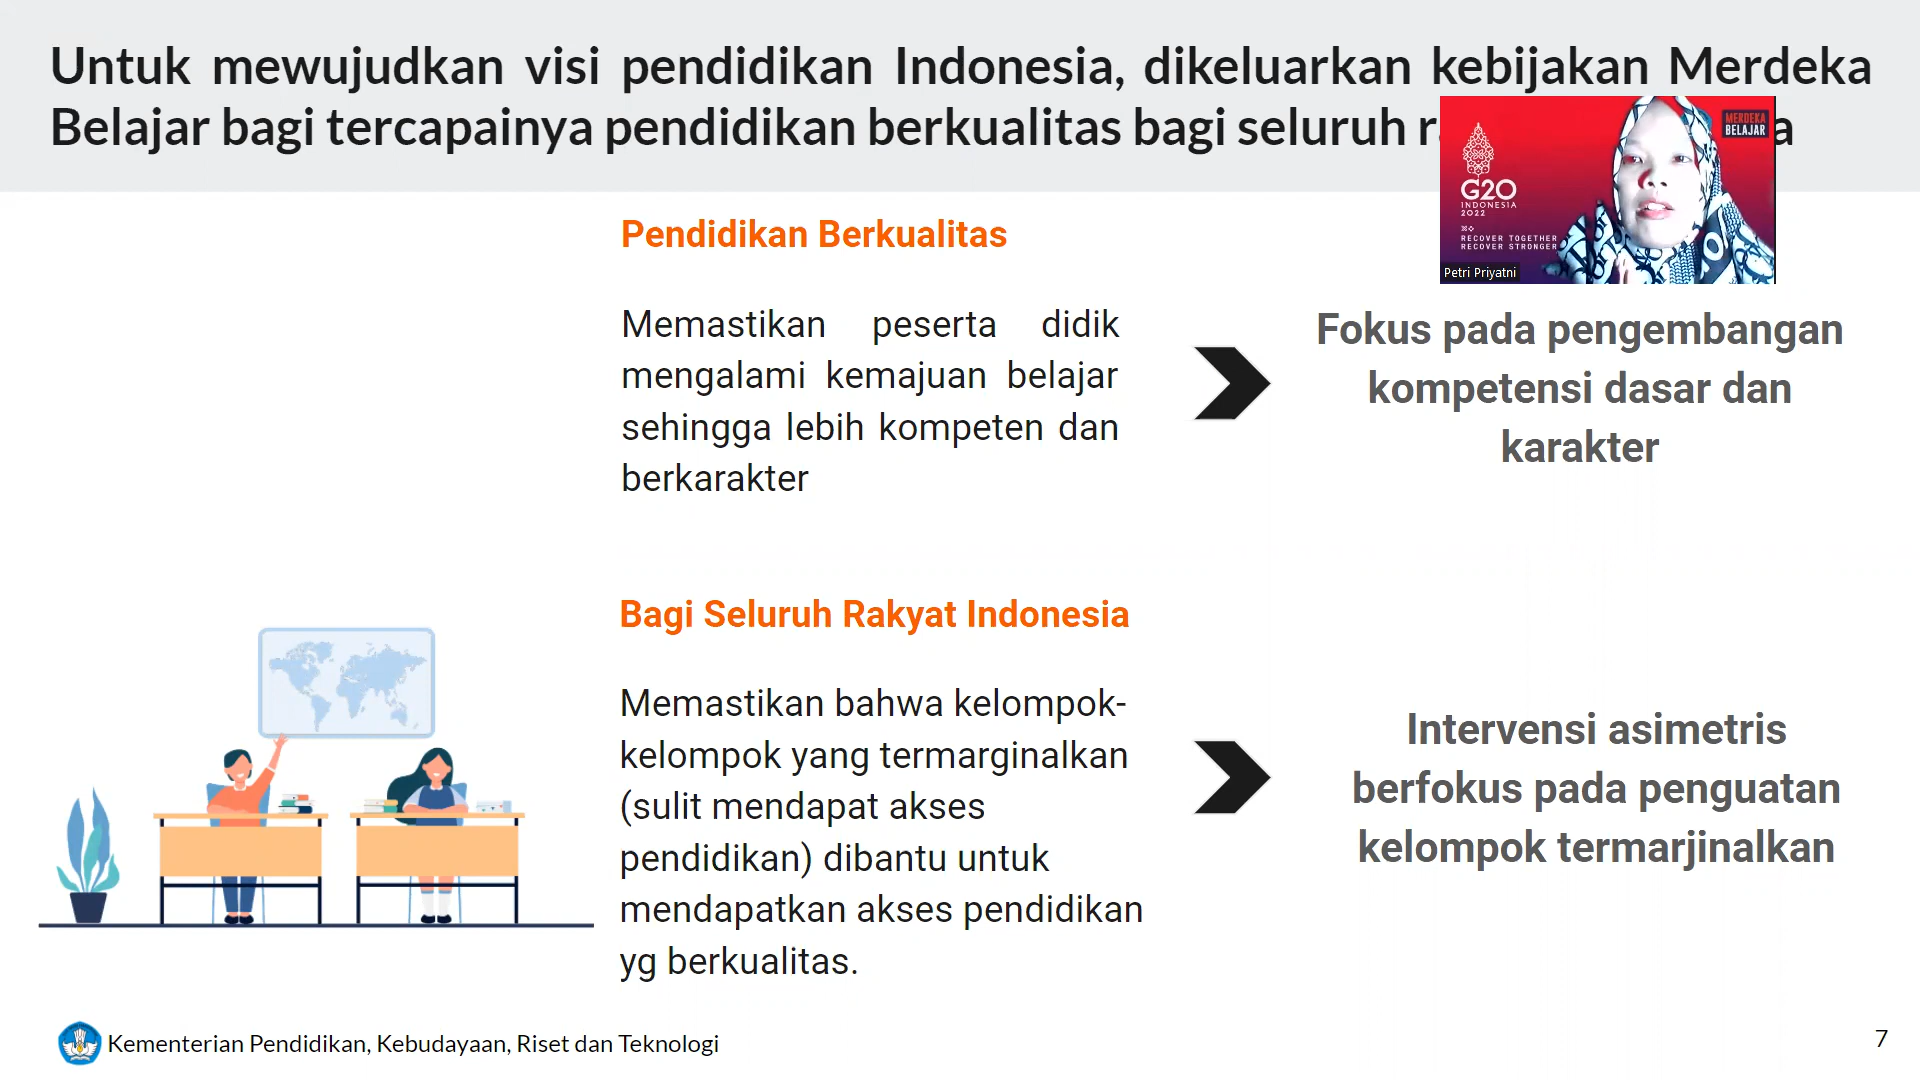 Untuk mewujudkan visi pendidikan Indonesia, dikeluarkan kebijakan Merdeka
Belajar bagi tercapainya pendidikan berkualitas bagi seluruh
MERDEKA
BELAJAR
G20
INDONESIA
2022
RECOVER TOGETHER
RECOVER STRONGER
Petri Priyatni
Pendidikan Berkualitas
Memastikan peserta didik
mengalami kemajuan belajar
sehingga lebih kompeten dan
berkarakter
Fokus pada pengembangan
kompetensi dasar dan
karakter
Bagi Seluruh Rakyat Indonesia
Memastikan bahwa kelompok-
kelompok yang termarginalkan
(sulit mendapat akses
pendidikan) dibantu untuk
mendapatkan akses pendidikan
yg berkualitas.
Intervensi asimetris
berfokus pada penguatan
kelompok termarjinalkan
Kementerian Pendidikan, Kebudayaan, Riset dan Teknologi
7